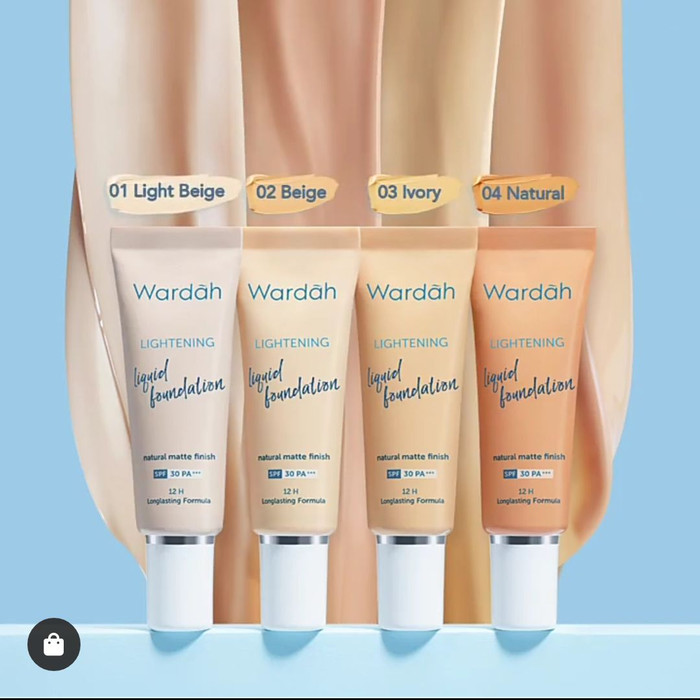 01 Light Beige
02 Beige
03 Ivory
04 Natural
Wardah
LIGHTENING
liquid
foundation
natural matte finish
SPF 30 PA+++
12 H
Longlasting Formula
Wardah
LIGHTENING
liquid
foundation
natural matte finish
SPF 30 PA+++
12 H
Longlasting Formula
Wardah
LIGHTENING
liquid
foundation
natural matte finish
SPF 30 PA+++
12 H
Longlasting Formula
Wardah
LIGHTENING
liquid
foundation
natural matte finish
SPF 30 PA+++
12 H
Longlasting Formula